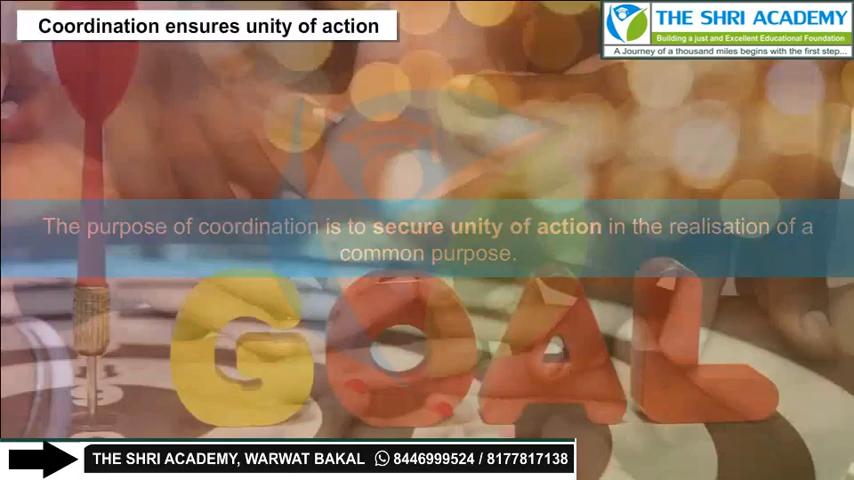 Coordination ensures unity of action
THE SHRI ACADEMY
Building a just and Excellent Educational Foundation
A Journey of a thousand miles begins with the first step...
The purpose of coordination is to secure unity of action in the realisation of a
common purpose.
GOAL
THE SHRI ACADEMY, WARWAT BAKAL 8446999524 / 8177817138